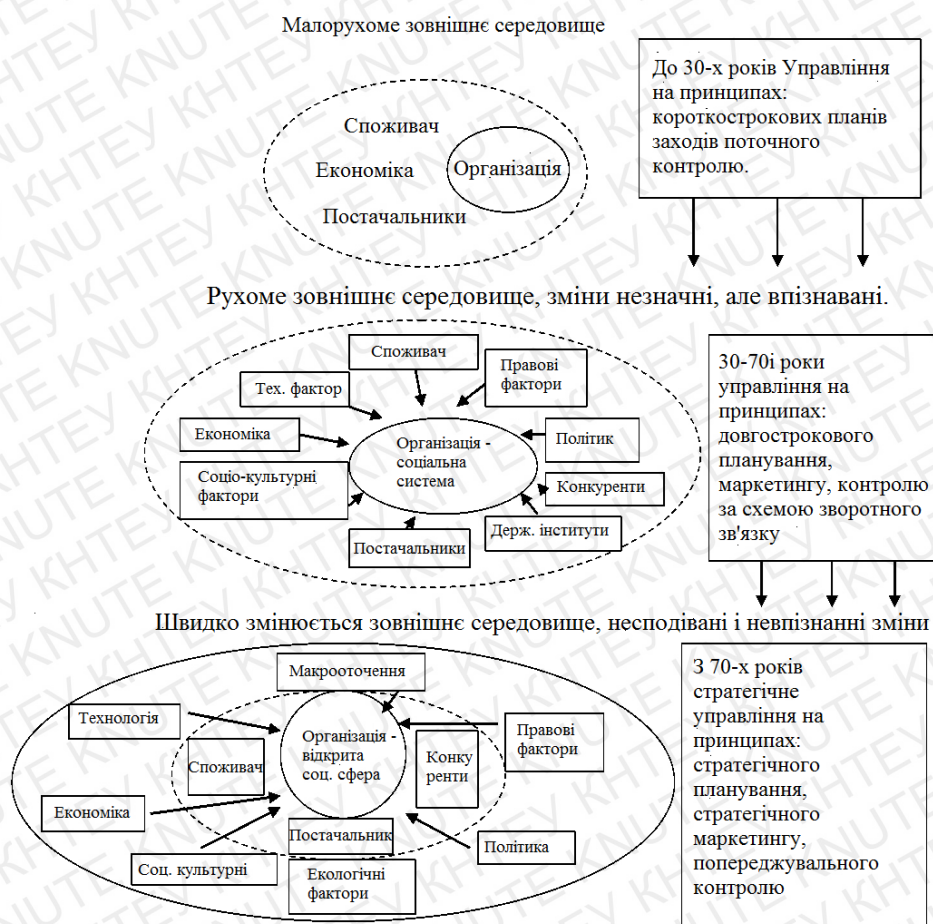 Малорухоме зовнішнє середовище
До 30-х років Управління
на принципах:
короткострокових планів
заходів поточного
контролю.
Споживач
Економіка
Організація
Постачальники
Рухоме зовнішнє середовище, зміни незначні, але впізнавані.
Споживач
Правові
фактори
Тех. фактор
Економіка
Організація -
соціальна
система
Політик
Соціо-культурні
фактори
Конкуренти
Держ. інститути
Постачальники
30-70і роки
управління на
принципах:
довгострокового
планування,
маркетингу, контролю
за схемою зворотного
зв'язку
Швидко змінюється зовнішнє середовище, несподівані і невпізнанні зміни
Макрооточення
Технологія
Організація -
відкрита
соц. сфера
Правові
фактори
Споживач
Конку
ренти
Економіка
Постачальник
Політика
Соц. культурні
Екологічні
фактори
З 70-х років
стратегічне
управління на
принципах:
стратегічного
планування,
стратегічного
маркетингу,
попереджувального
контролю
KNUTE КНТЕУ